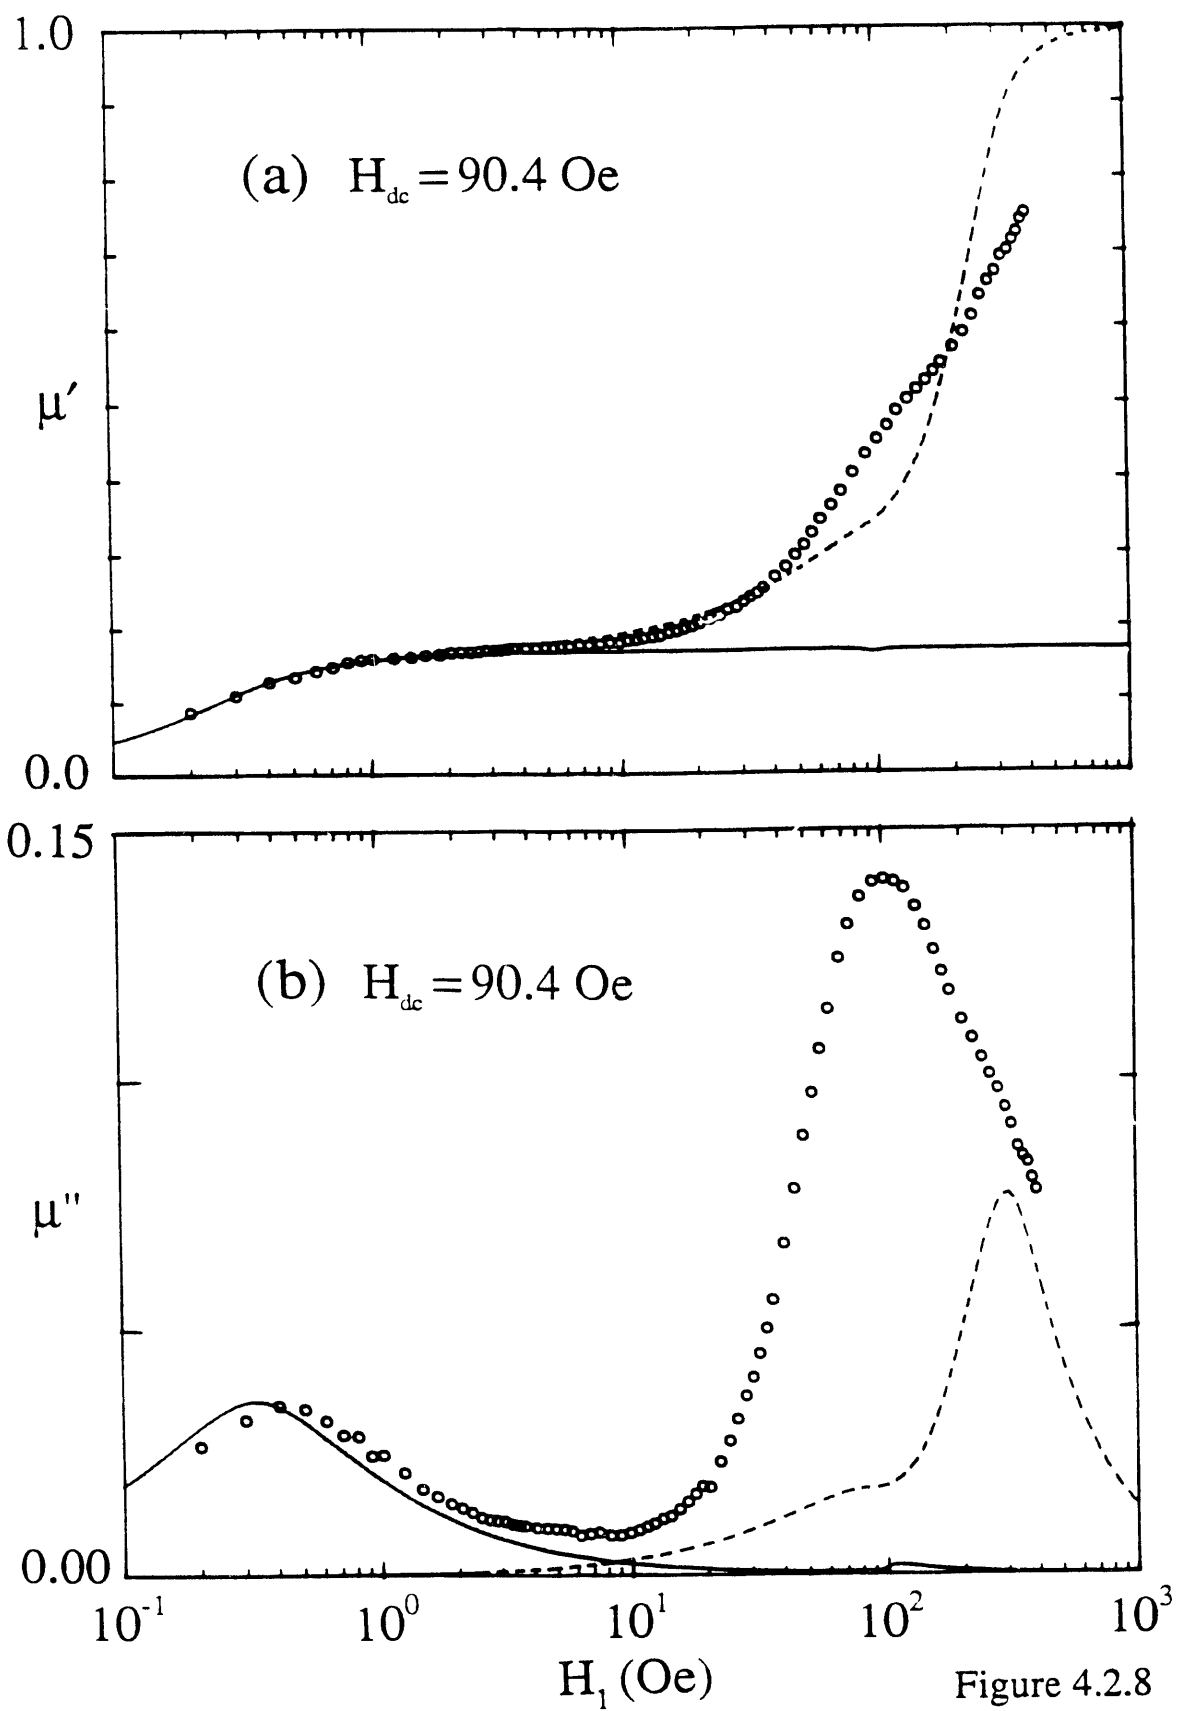 1.0
(a) H_dc = 90.4 Oe
μ′
0.0
0.15
(b) H_dc = 90.4 Oe
μ"
0.00
10^-1 10^0 10^1 10^2 10^3
H_1 (Oe)
Figure 4.2.8